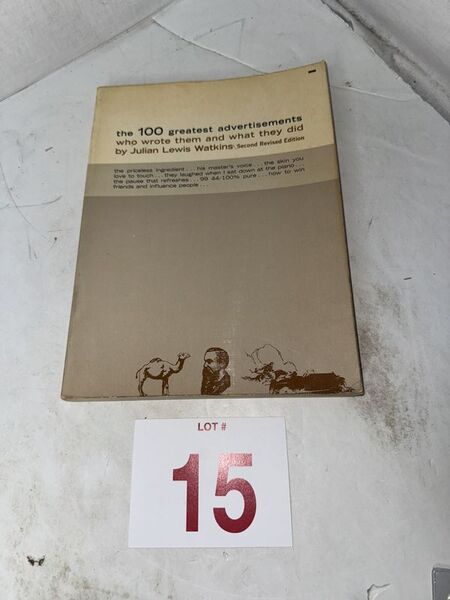 the 100 greatest advertisements
who wrote them and what they did
by Julian Lewis Watkins Second Revised Edition
the priceless ingredient . . . his master's voice . . . the skin you
love to touch . . . they laughed when I sat down at the piano . . .
the pause that refreshes . . . 99 44/100% pure . . . how to win
friends and influence people . . .
LOT #
15